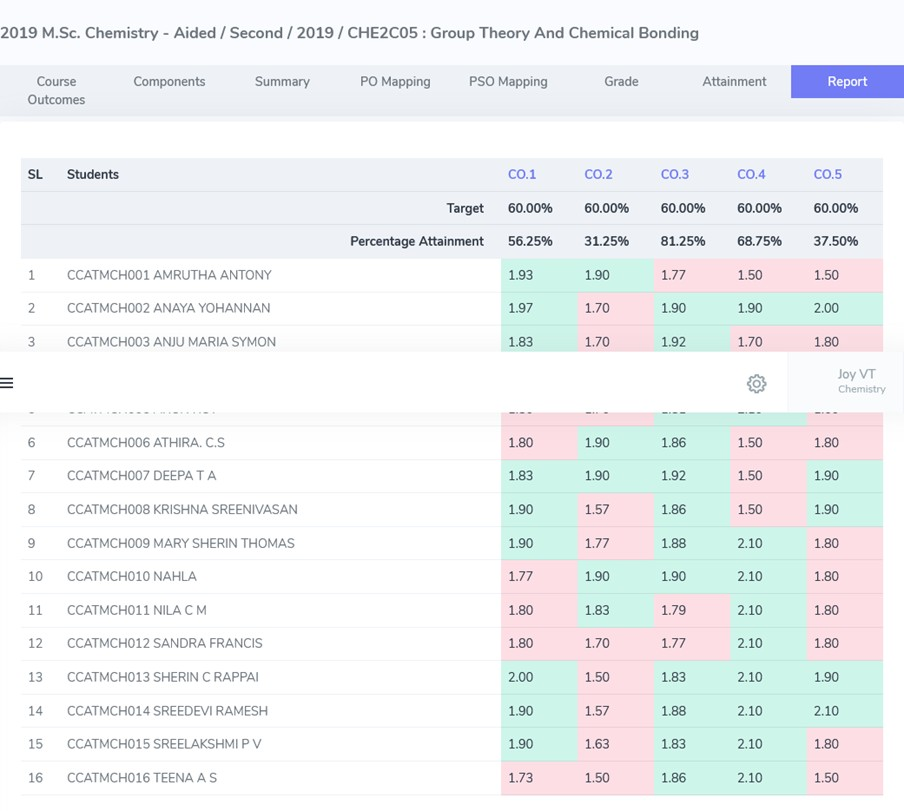 2019 M.Sc. Chemistry - Aided / Second / 2019 / CHE2C05 : Group Theory And Chemical Bonding
Course Outcomes Components Summary PO Mapping PSO Mapping Grade Attainment Report
SL Students CO.1 CO.2 CO.3 CO.4 CO.5
Target 60.00% 60.00% 60.00% 60.00% 60.00%
Percentage Attainment 56.25% 31.25% 81.25% 68.75% 37.50%
1 CCATMCH001 AMRUTHA ANTONY 1.93 1.90 1.77 1.50 1.50
2 CCATMCH002 ANAYA YOHANNAN 1.97 1.70 1.90 1.90 2.00
3 CCATMCH003 ANJU MARIA SYMON 1.83 1.70 1.92 1.70 1.80
Joy VT
Chemistry
6 CCATMCH006 ATHIRA. C.S 1.80 1.90 1.86 1.50 1.80
7 CCATMCH007 DEEPA T A 1.83 1.90 1.92 1.50 1.90
8 CCATMCH008 KRISHNA SREENIVASAN 1.90 1.57 1.86 1.50 1.90
9 CCATMCH009 MARY SHERIN THOMAS 1.90 1.77 1.88 2.10 1.80
10 CCATMCH010 NAHLA 1.77 1.90 1.90 2.10 1.80
11 CCATMCH011 NILA C M 1.80 1.83 1.79 2.10 1.80
12 CCATMCH012 SANDRA FRANCIS 1.80 1.70 1.77 2.10 1.80
13 CCATMCH013 SHERIN C RAPPAI 2.00 1.50 1.83 2.10 1.90
14 CCATMCH014 SREEDEVI RAMESH 1.90 1.57 1.88 2.10 2.10
15 CCATMCH015 SREELAKSHMI P V 1.90 1.63 1.83 2.10 1.80
16 CCATMCH016 TEENA A S 1.73 1.50 1.86 2.10 1.50